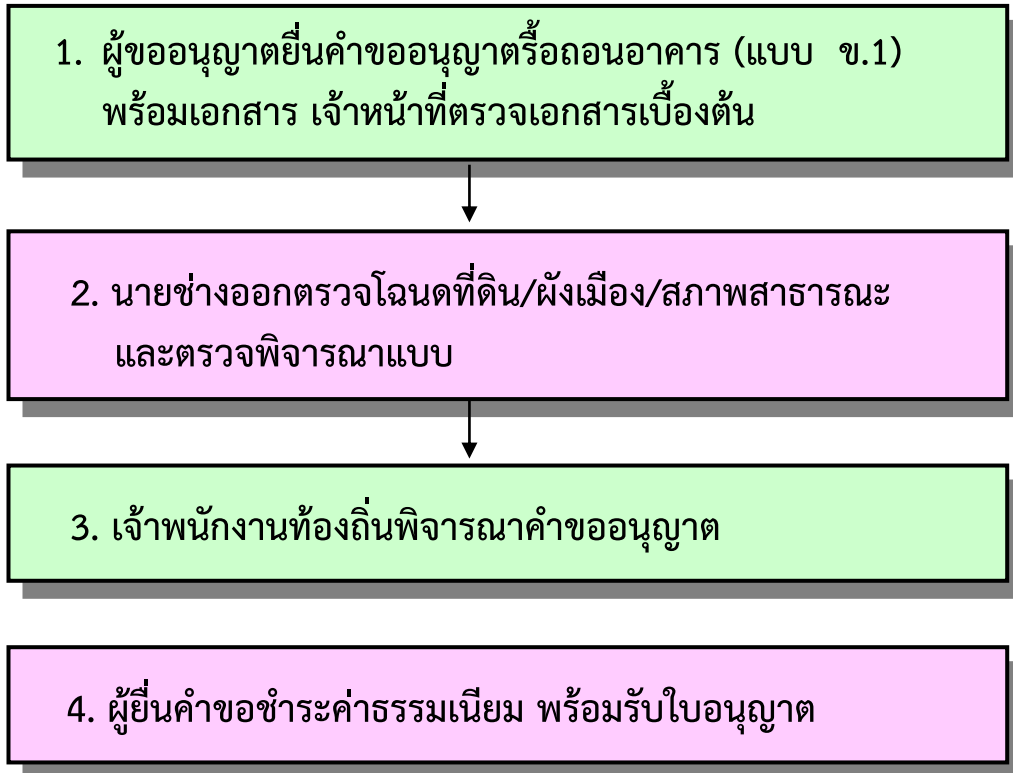 1. ผู้ขออนุญาตยื่นคำขออนุญาตรื้อถอนอาคาร (แบบ ข.1)
พร้อมเอกสาร เจ้าหน้าที่ตรวจเอกสารเบื้องต้น
2. นายช่างออกตรวจโฉนดที่ดิน/ผังเมือง/สภาพสาธารณะ
และตรวจพิจารณาแบบ
3. เจ้าพนักงานท้องถิ่นพิจารณาคำขออนุญาต
4. ผู้ยื่นคำขอชำระค่าธรรมเนียม พร้อมรับใบอนุญาต